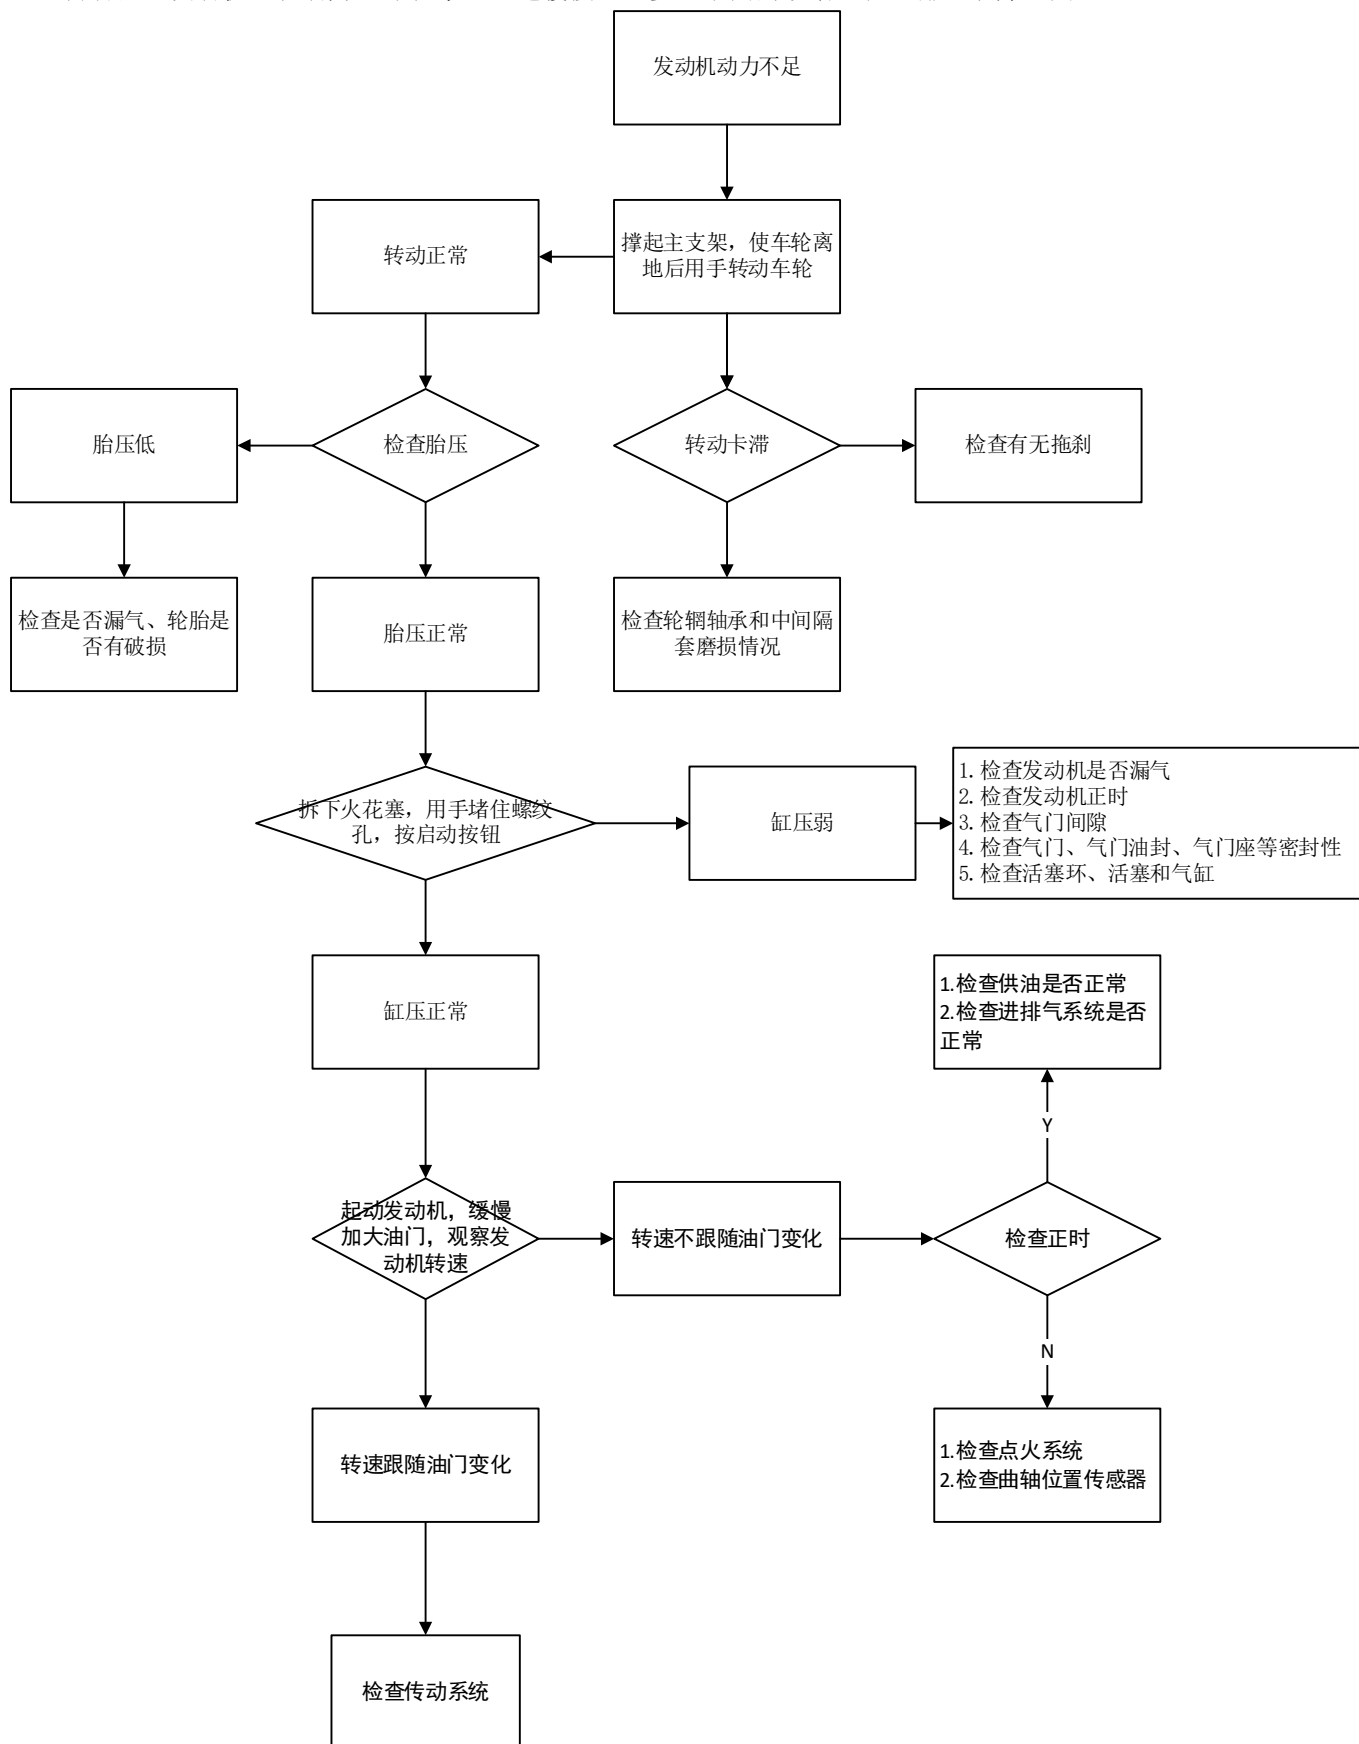 发动机动力不足
转动正常
撑起主支架，使车轮离
地后用手转动车轮
胎压低
检查胎压
转动卡滞
检查有无拖刹
检查是否漏气、轮胎是
否有破损
胎压正常
检查轮辋轴承和中间隔
套磨损情况
拆下火花塞，用手堵住螺纹
孔，按启动按钮
缸压弱
1. 检查发动机是否漏气
2. 检查发动机正时
3. 检查气门间隙
4. 检查气门、气门油封、气门座等密封性
5. 检查活塞环、活塞和气缸
缸压正常
1.检查供油是否正常
2.检查进排气系统是否
正常
Y
起动发动机，缓慢
加大油门，观察发
动机转速
转速不跟随油门变化
检查正时
N
转速跟随油门变化
1.检查点火系统
2.检查曲轴位置传感器
检查传动系统